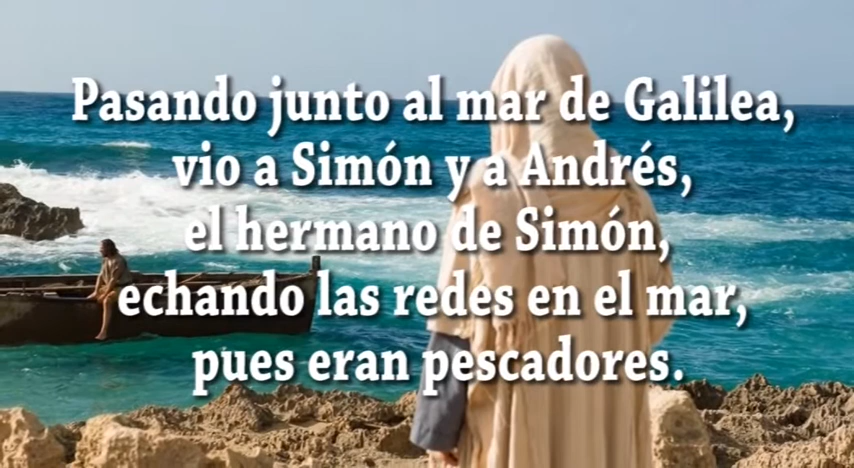 Pasando junto al mar de Galilea,
vio a Simón y a Andrés,
el hermano de Simón,
echando las redes en el mar,
pues eran pescadores.